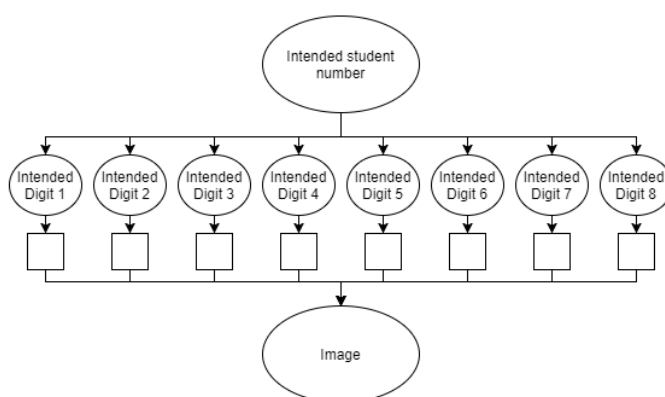 Intended student
number
Intended
Digit 1
Intended
Digit 2
Intended
Digit 3
Intended
Digit 4
Intended
Digit 5
Intended
Digit 6
Intended
Digit 7
Intended
Digit 8
Image